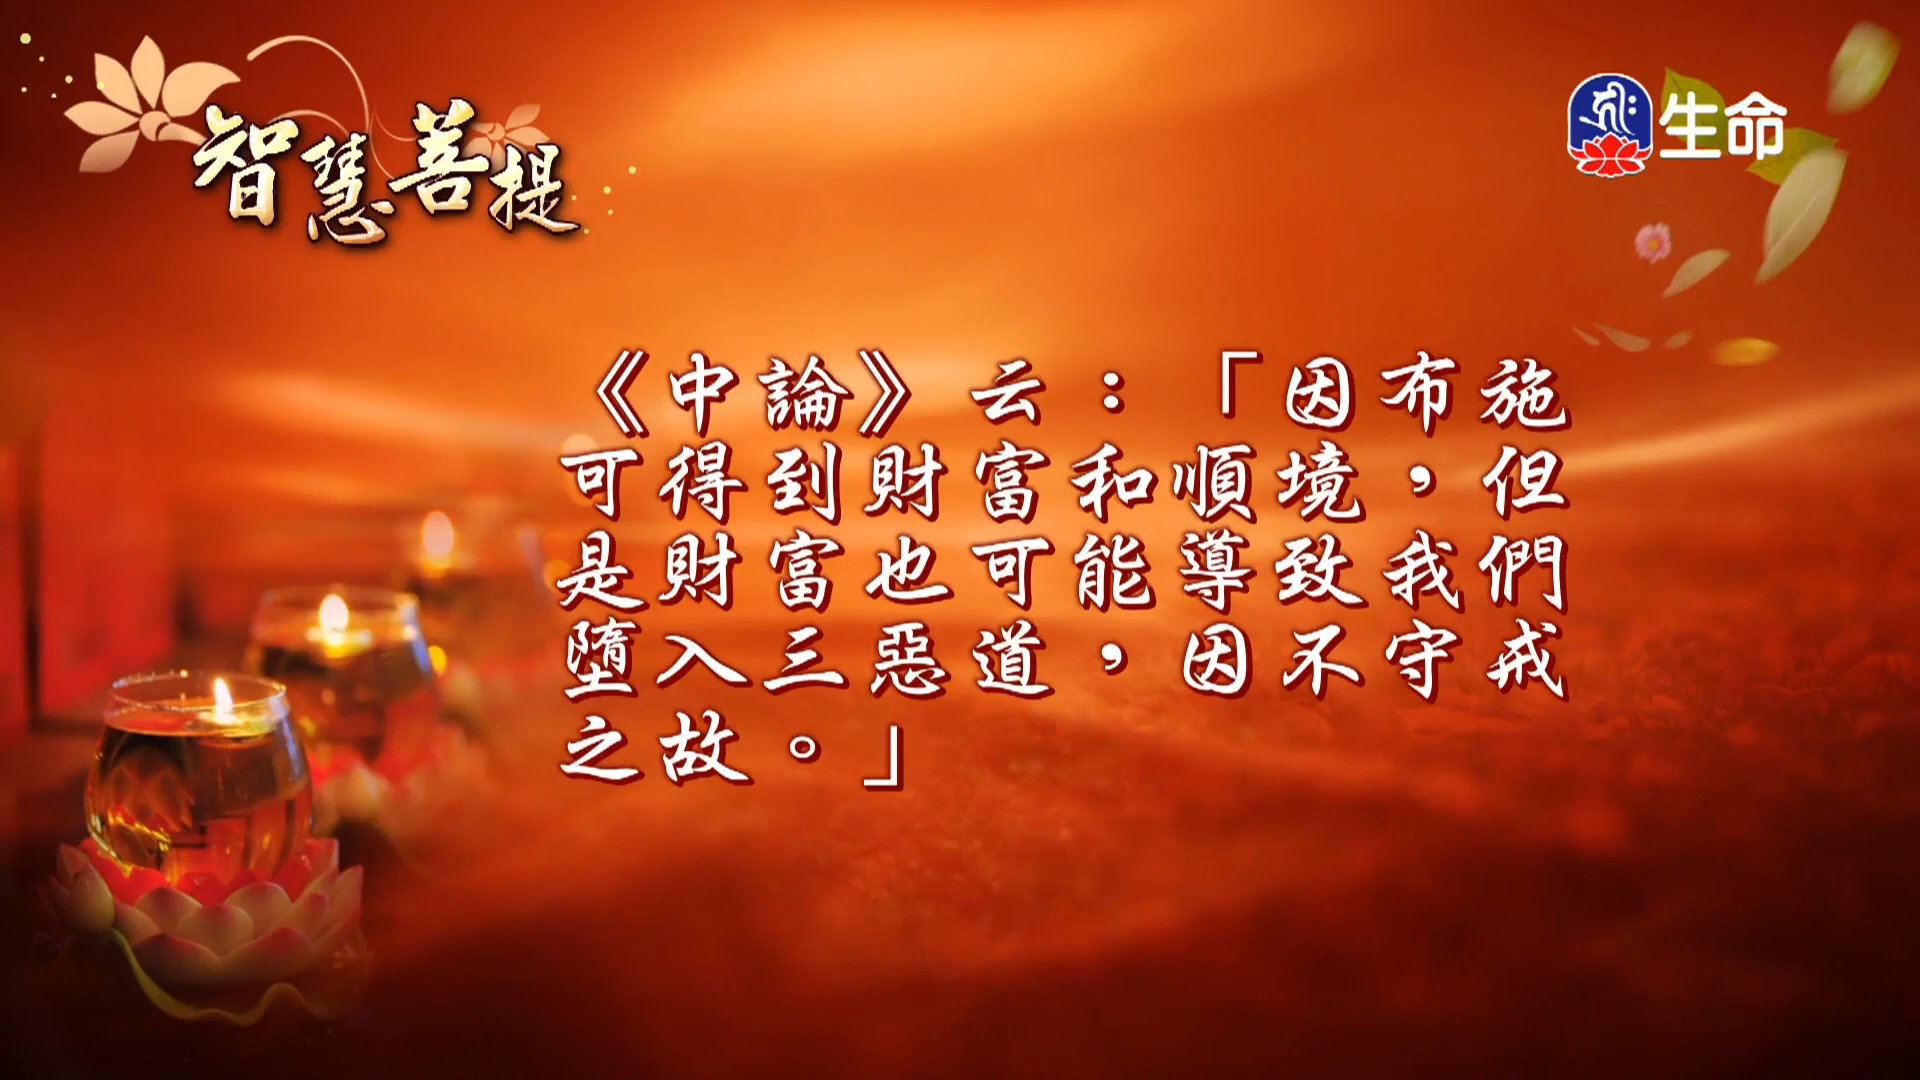 智慧菩提
生命
《中論》云：「因布施
可得到財富和順境，但
是財富也可能導致我們
墮入三惡道，因不守戒
之故。」